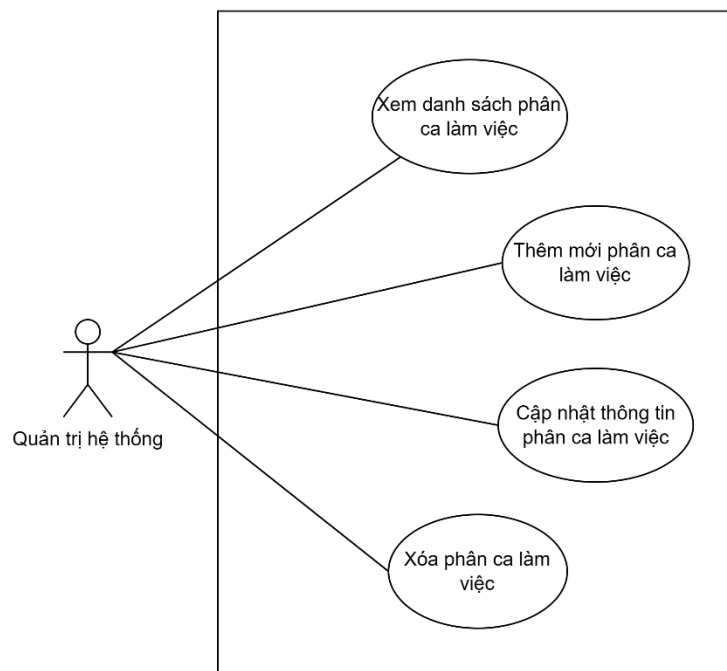 Xem danh sách phân
ca làm việc
Thêm mới phân ca
làm việc
Quản trị hệ thống
Cập nhật thông tin
phân ca làm việc
Xóa phân ca làm
việc